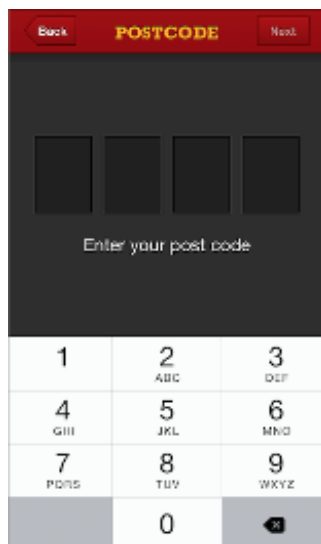 Back POSTCODE Next
Enter your post code
1 2 3
ABC DEF
4 5 6
GHI JKL MNO
7 8 9
PQRS TUV WXYZ
0